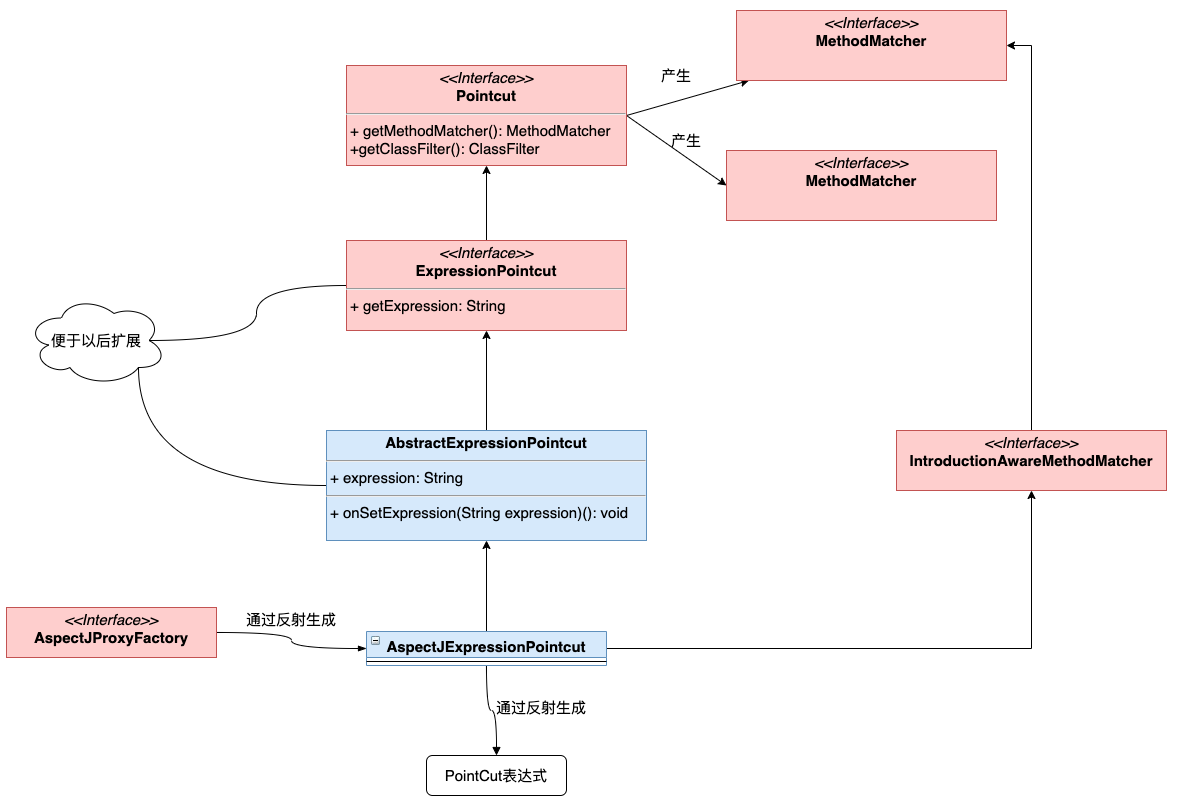 <<Interface>>
MethodMatcher
<<Interface>>
Pointcut
+ getMethodMatcher(): MethodMatcher
+getClassFilter(): ClassFilter
产生
产生
<<Interface>>
MethodMatcher
<<Interface>>
ExpressionPointcut
+ getExpression: String
便于以后扩展
AbstractExpressionPointcut
+ expression: String
+ onSetExpression(String expression)(): void
<<Interface>>
IntroductionAwareMethodMatcher
<<Interface>>
AspectJProxyFactory
通过反射生成
AspectJExpressionPointcut
通过反射生成
PointCut表达式